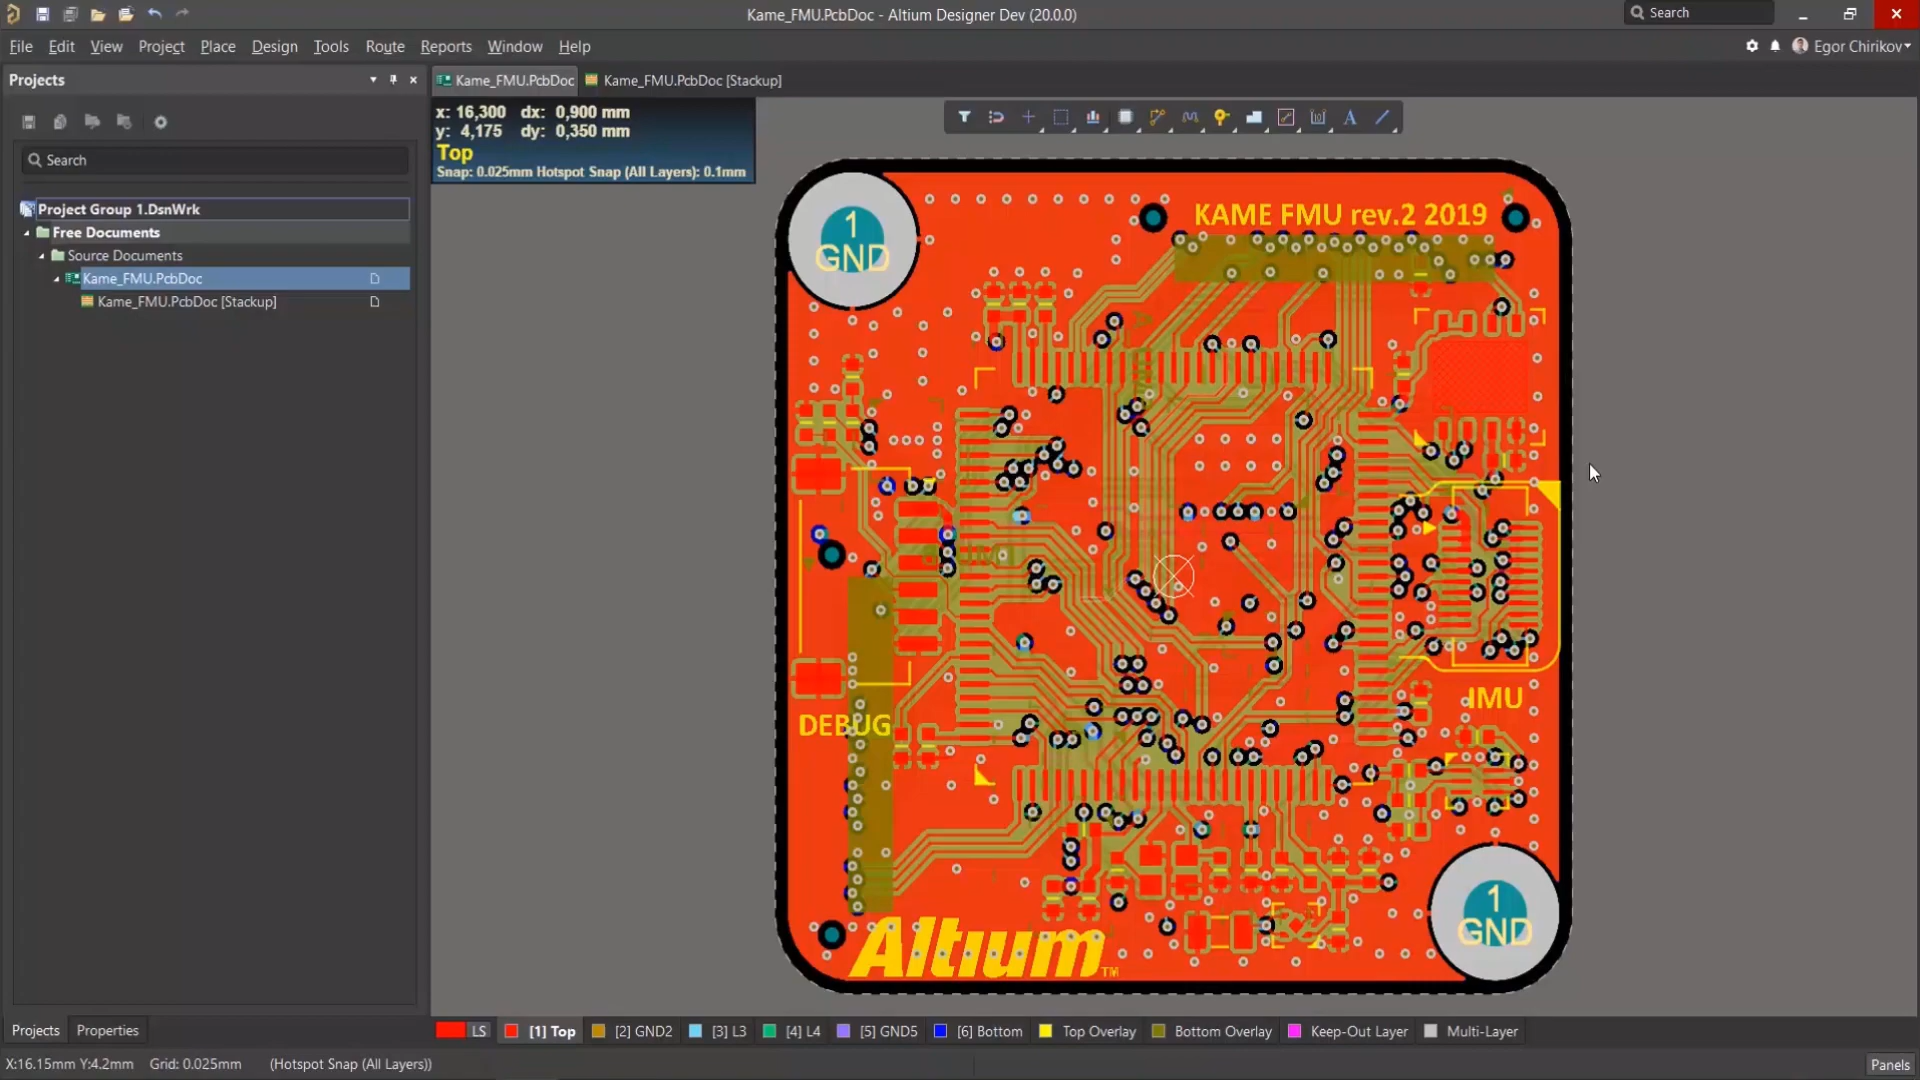 Kame_FMU.PcbDoc - Altium Designer Dev (20.0.0)
Search
File Edit View Project Place Design Tools Route Reports Window Help
Egor Chirikov
Projects
Kame_FMU.PcbDoc
Kame_FMU.PcbDoc [Stackup]
x: 16,300 dx: 0,900 mm
y: 4,175 dy: 0,350 mm
Top
Snap: 0.025mm Hotspot Snap (All Layers): 0.1mm
Search
Project Group 1.DsnWrk
Free Documents
Source Documents
Kame_FMU.PcbDoc
Kame_FMU.PcbDoc [Stackup]
1
GND
KAME FMU rev.2 2019
IMU
DEBUG
1
GND
Altium™
Projects Properties
LS [1] Top [2] GND2 [3] L3 [4] L4 [5] GND5 [6] Bottom Top Overlay Bottom Overlay Keep-Out Layer Multi-Layer
X:16.15mm Y:4.2mm Grid: 0.025mm (Hotspot Snap (All Layers))
Panels